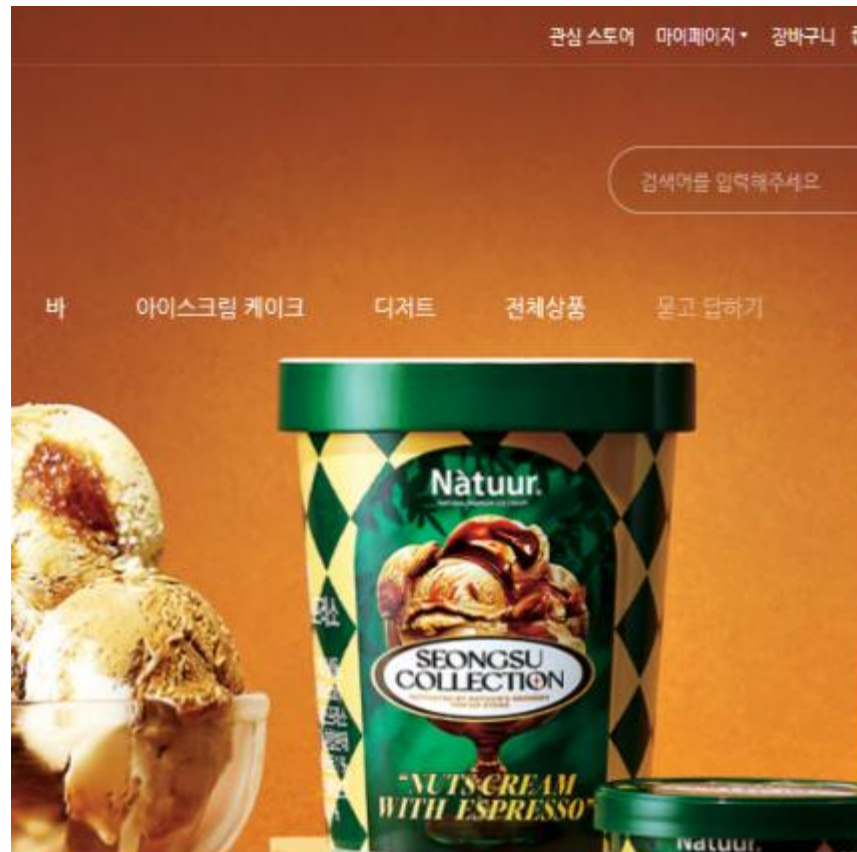 관심 스토어 마이페이지 장바구니
검색어를 입력해주세요
바 아이스크림 케이크 디저트 전체상품 묻고 답하기
Nàtuur.
SEONGSU
COLLECTION
"NUTS CREAM
WITH ESPRESSO"
Nàtuur.